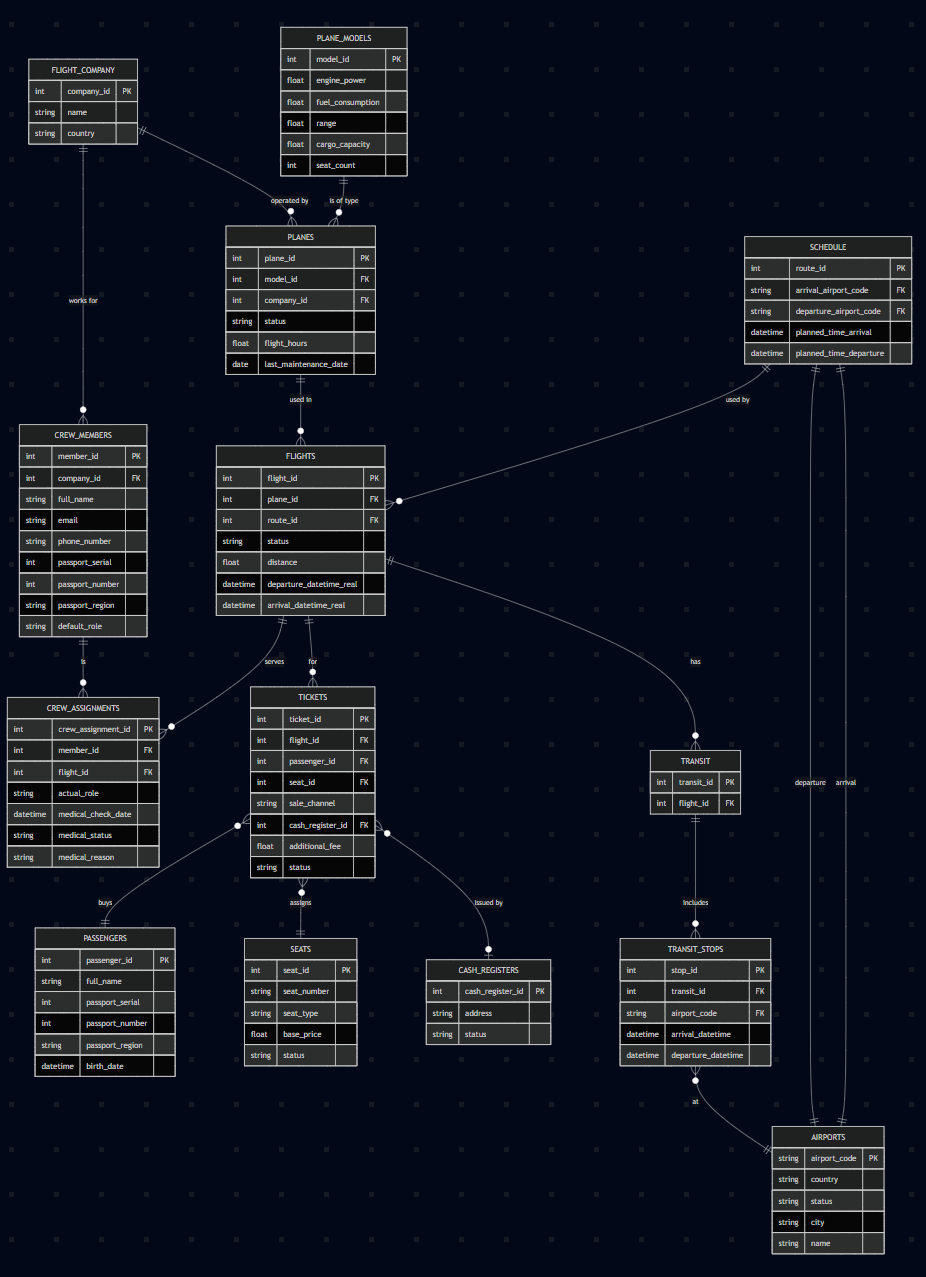 PLANE_MODELS
int model_id PK
float engine_power
float fuel_consumption
float range
float cargo_capacity
int seat_count
FLIGHT_COMPANY
int company_id PK
string name
string country
operated by
is of type
PLANES
int plane_id PK
int model_id FK
int company_id FK
string status
float flight_hours
date last_maintenance_date
SCHEDULE
int route_id PK
string arrival_airport_code FK
string departure_airport_code FK
datetime planned_time_arrival
datetime planned_time_departure
works for
used in
used by
CREW_MEMBERS
int member_id PK
int company_id FK
string full_name
string email
string phone_number
int passport_serial
int passport_number
string passport_region
string default_role
FLIGHTS
int flight_id PK
int plane_id FK
int route_id FK
string status
float distance
datetime departure_datetime_real
datetime arrival_datetime_real
is
serves
for
has
CREW_ASSIGNMENTS
int crew_assignment_id PK
int member_id FK
int flight_id FK
string actual_role
datetime medical_check_date
string medical_status
string medical_reason
TICKETS
int ticket_id PK
int flight_id FK
int passenger_id FK
int seat_id FK
string sale_channel
int cash_register_id FK
float additional_fee
string status
TRANSIT
int transit_id PK
int flight_id FK
departure
arrival
buys
assigns
issued by
includes
PASSENGERS
int passenger_id PK
string full_name
int passport_serial
int passport_number
string passport_region
datetime birth_date
SEATS
int seat_id PK
string seat_number
string seat_type
float base_price
string status
CASH_REGISTERS
int cash_register_id PK
string address
string status
TRANSIT_STOPS
int stop_id PK
int transit_id FK
string airport_code FK
datetime arrival_datetime
datetime departure_datetime
at
AIRPORTS
string airport_code PK
string country
string status
string city
string name